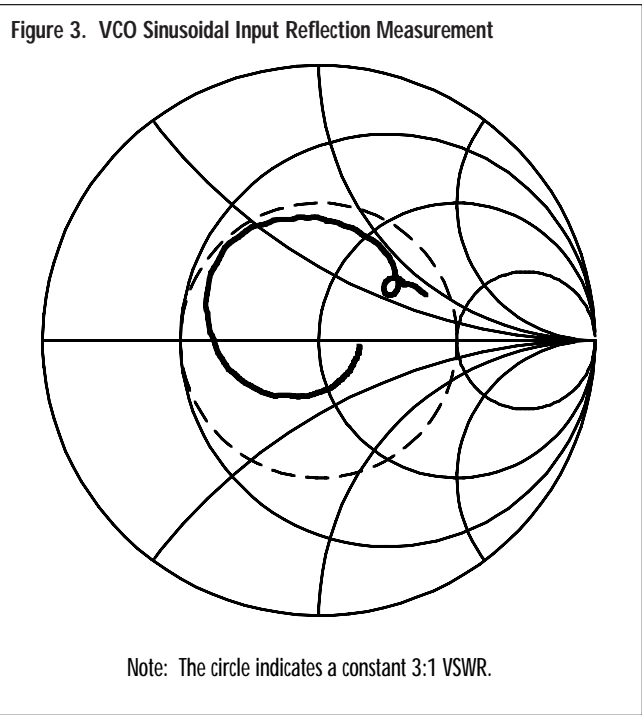 Figure 3. VCO Sinusoidal Input Reflection Measurement
Note: The circle indicates a constant 3:1 VSWR.